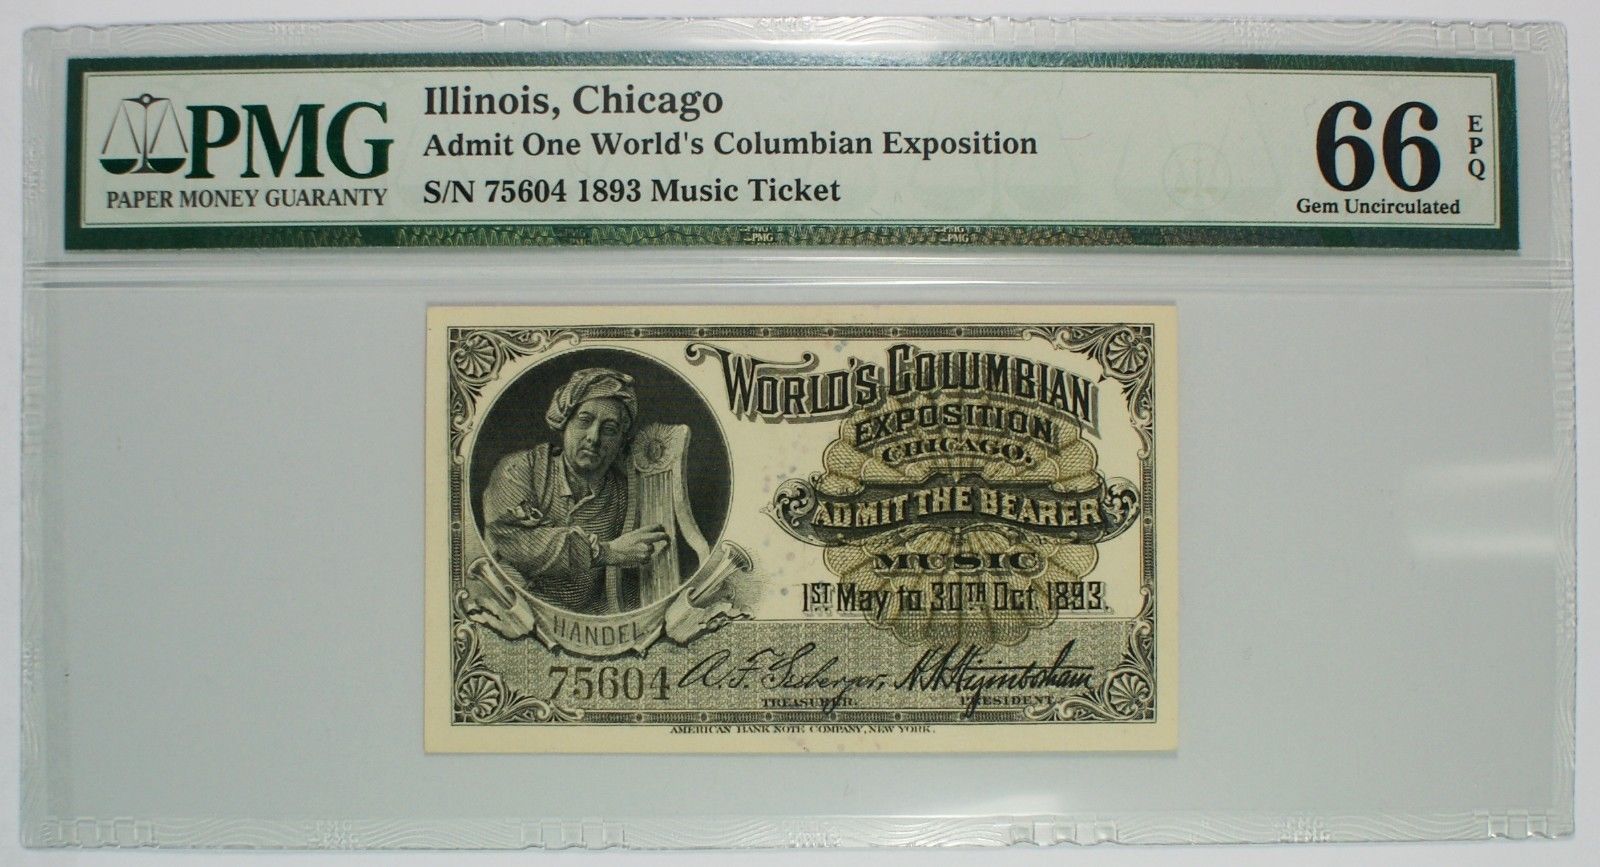 PMG
PAPER MONEY GUARANTY
Illinois, Chicago
Admit One World's Columbian Exposition
S/N 75604 1893 Music Ticket
66
EPQ
Gem Uncirculated
WORLD'S COLUMBIAN
EXPOSITION
CHICAGO.
ADMIT THE BEARER
MUSIC
1ST May to 30TH Oct. 1893.
HANDEL.
75604
A. F. Seeberger,
H. N. Higinbotham
TREASURER.
PRESIDENT.
AMERICAN BANK NOTE COMPANY, NEW YORK.